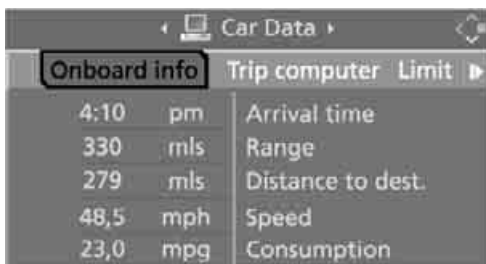 Car Data
Onboard info Trip computer Limit
4:10 pm Arrival time
330 mls Range
279 mls Distance to dest.
48,5 mph Speed
23,0 mpg Consumption